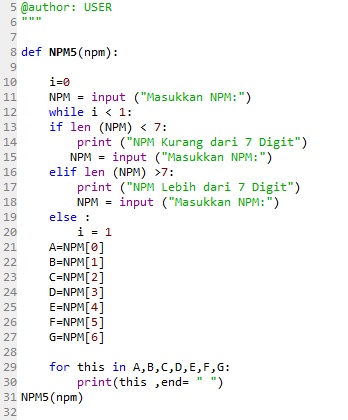 5 @author: USER
6 """
7
8 def NPM5(npm):
9
10     i=0
11     NPM = input ("Masukkan NPM:")
12     while i < 1:
13     if len (NPM) < 7:
14         print ("NPM Kurang dari 7 Digit")
15        NPM = input ("Masukkan NPM:")
16     elif len (NPM) >7:
17         print ("NPM Lebih dari 7 Digit")
18         NPM = input ("Masukkan NPM:")
19     else :
20         i = 1
21     A=NPM[0]
22     B=NPM[1]
23     C=NPM[2]
24     D=NPM[3]
25     E=NPM[4]
26     F=NPM[5]
27     G=NPM[6]
28
29     for this in A,B,C,D,E,F,G:
30         print(this ,end= " ")
31 NPM5(npm)
32